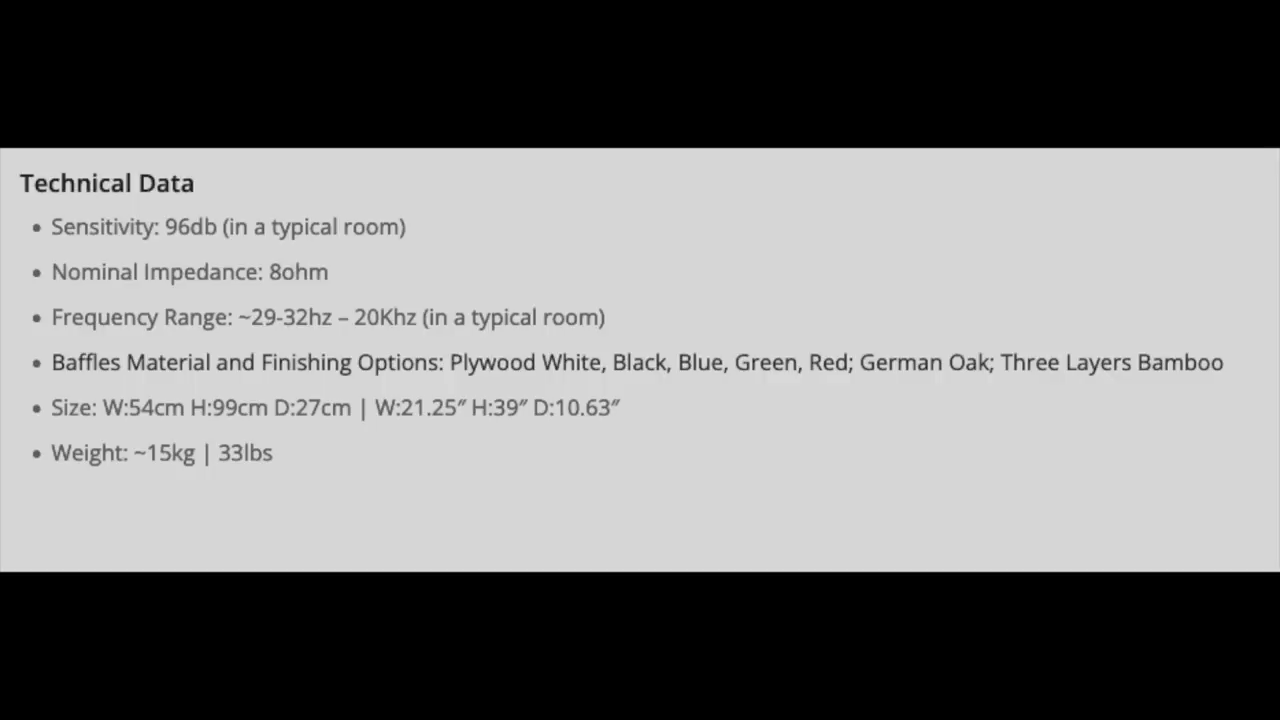 Technical Data
• Sensitivity: 96db (in a typical room)
• Nominal Impedance: 8ohm
• Frequency Range: ~29-32hz – 20Khz (in a typical room)
• Baffles Material and Finishing Options: Plywood White, Black, Blue, Green, Red; German Oak; Three Layers Bamboo
• Size: W:54cm H:99cm D:27cm | W:21.25″ H:39″ D:10.63″
• Weight: ~15kg | 33lbs